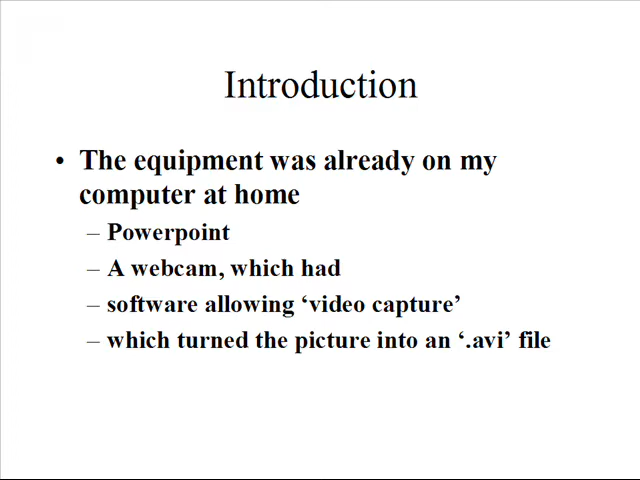 Introduction
• The equipment was already on my
computer at home
– Powerpoint
– A webcam, which had
– software allowing ‘video capture’
– which turned the picture into an ‘.avi’ file